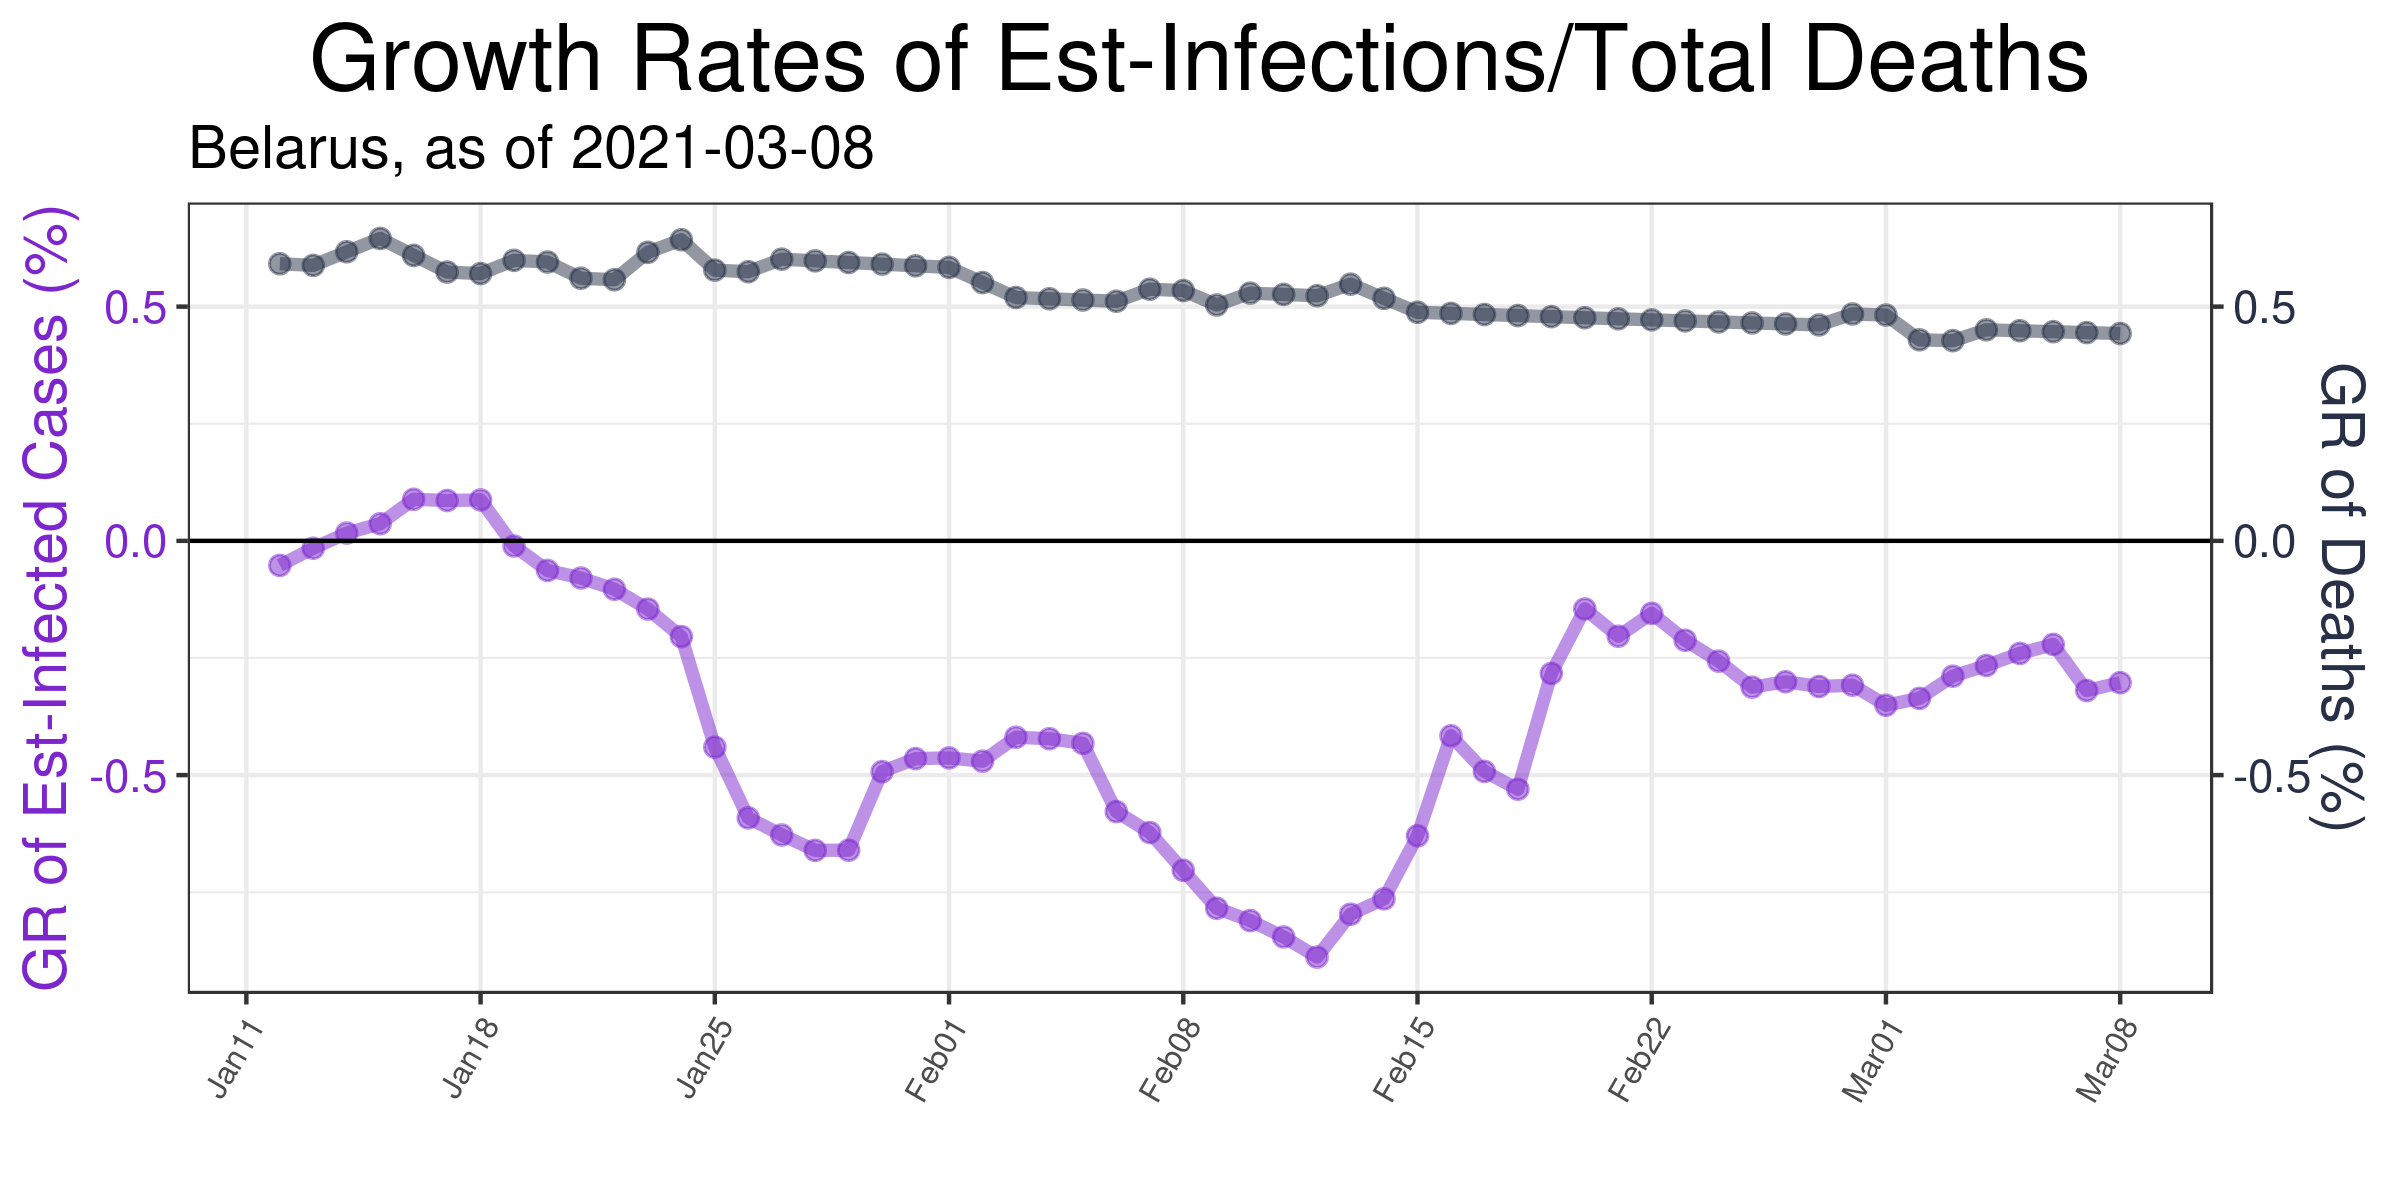 Growth Rates of Est-Infections/Total Deaths
Belarus, as of 2021-03-08
GR of Est-Infected Cases (%)
0.5
0.0
-0.5
0.5
0.0
-0.5
GR of Deaths (%)
Jan11
Jan18
Jan25
Feb01
Feb08
Feb15
Feb22
Mar01
Mar08